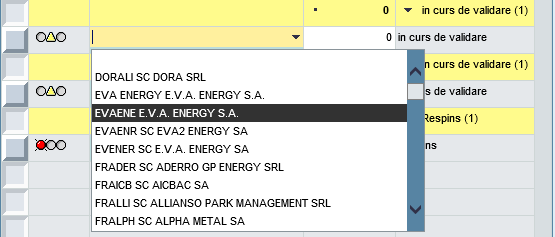 0 in curs de validare (1)
0 in curs de validare
DORALI SC DORA SRL
n curs de validare (1)
EVA ENERGY E.V.A. ENERGY S.A.
rs de validare
EVAENE E.V.A. ENERGY S.A.
Respins (1)
EVAENR SC EVA2 ENERGY SA
EVENER SC E.V.A. ENERGY SA
ns
FRADER SC ADERRO GP ENERGY SRL
FRAICB SC AICBAC SA
FRALLI SC ALLIANSO PARK MANAGEMENT SRL
FRALPH SC ALPHA METAL SA